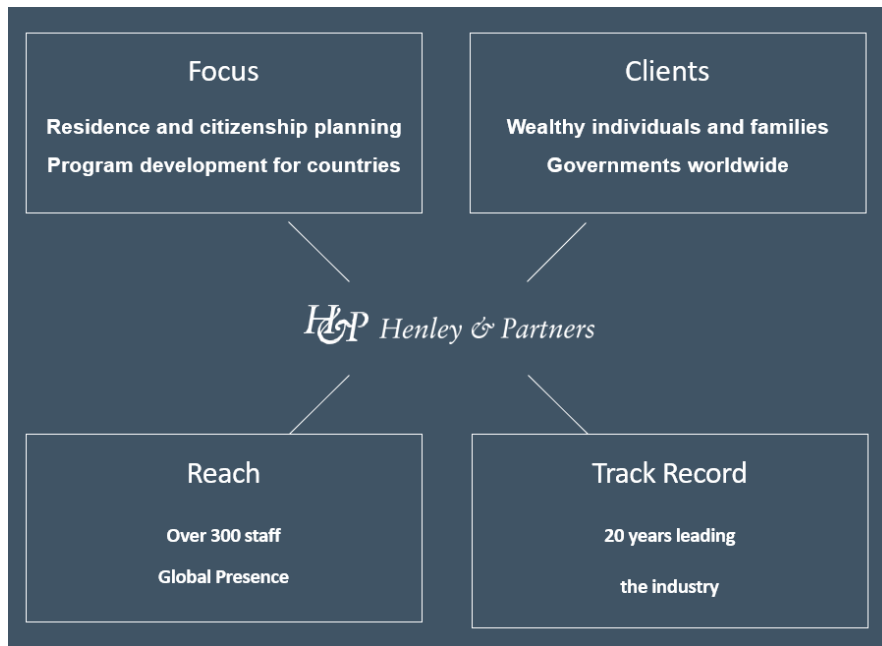 Focus
Residence and citizenship planning
Program development for countries
Clients
Wealthy individuals and families
Governments worldwide
H&P Henley & Partners
Reach
Over 300 staff
Global Presence
Track Record
20 years leading
the industry